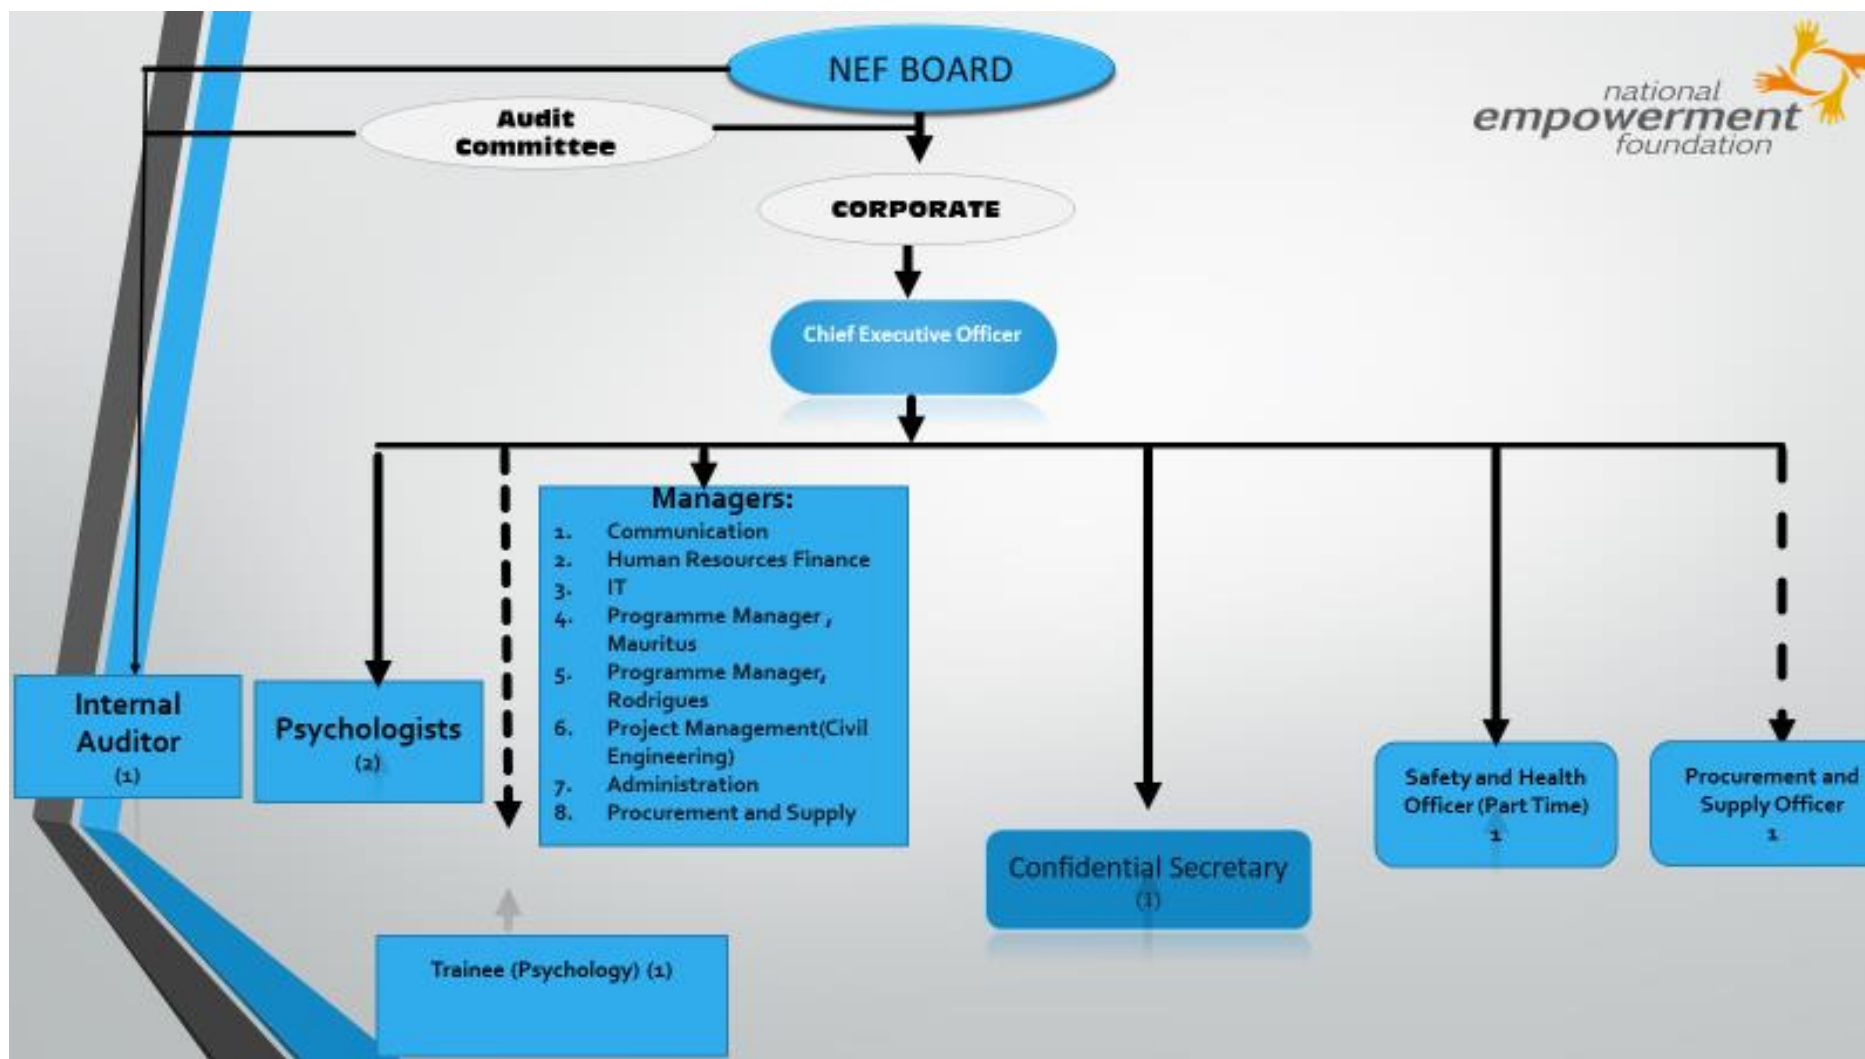 NEF BOARD
national
empowerment
foundation
Audit
Committee
CORPORATE
Chief Executive Officer
Managers:
1. Communication
2. Human Resources Finance
3. IT
4. Programme Manager ,
Mauritus
5. Programme Manager,
Rodrigues
6. Project Management(Civil
Engineering)
7. Administration
8. Procurement and Supply
Internal
Auditor
(1)
Psychologists
(2)
Trainee (Psychology) (1)
Confidential Secretary
(1)
Safety and Health
Officer (Part Time)
1
Procurement and
Supply Officer
1